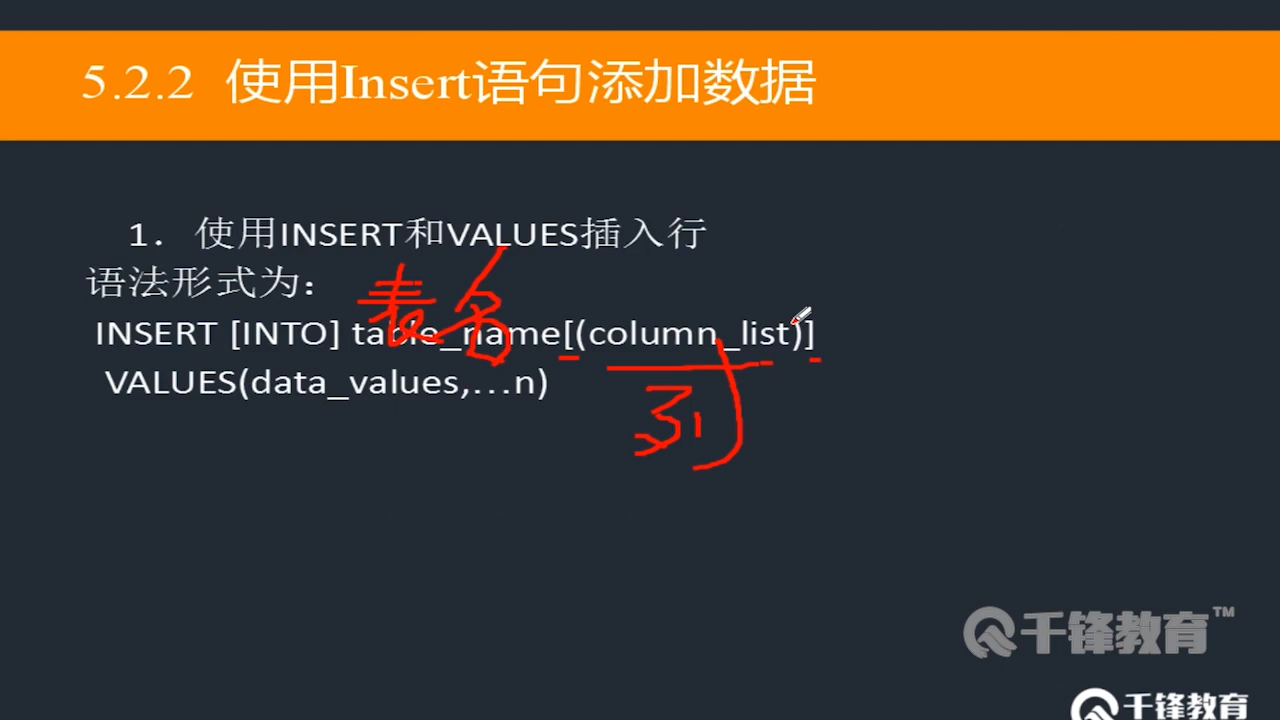 5.2.2 使用Insert语句添加数据
1. 使用INSERT和VALUES插入行
语法形式为:
表名
INSERT [INTO] table_name[(column_list)]
VALUES(data_values,…n)
列
千锋教育™
千锋教育